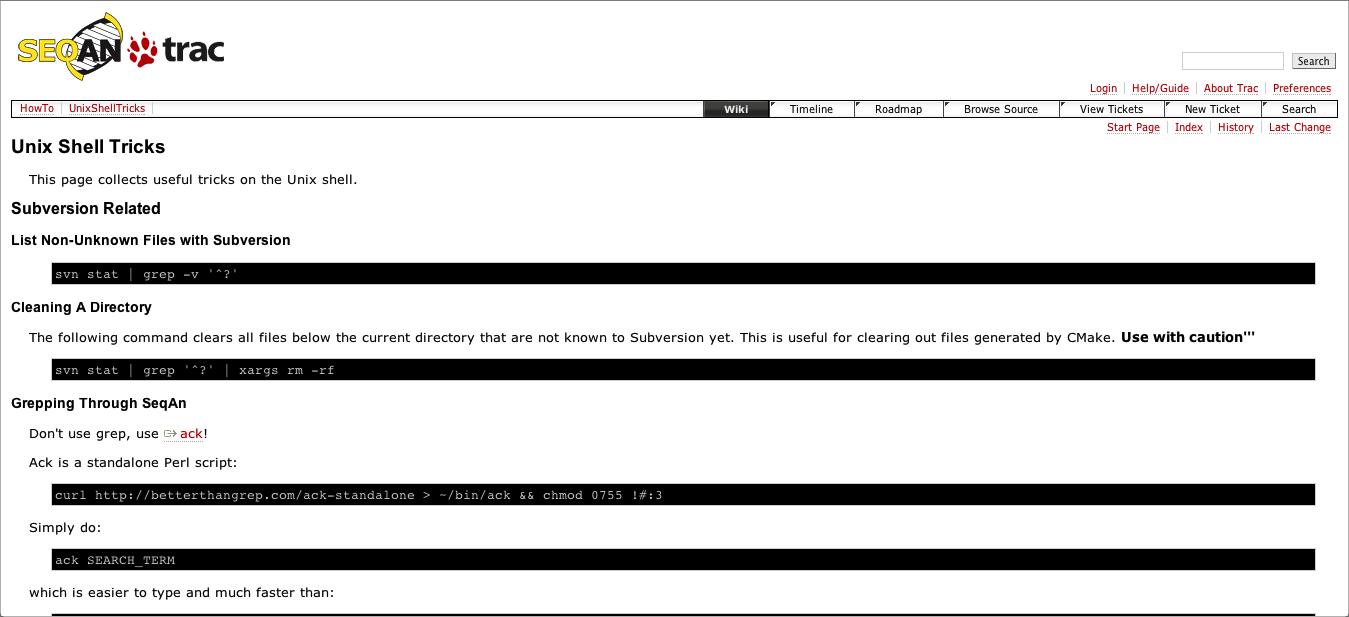 SEQAN trac
Search
Login Help/Guide About Trac Preferences
HowTo UnixShellTricks Wiki Timeline Roadmap Browse Source View Tickets New Ticket Search
Start Page Index History Last Change
Unix Shell Tricks
This page collects useful tricks on the Unix shell.
Subversion Related
List Non-Unknown Files with Subversion
svn stat | grep -v '^?'
Cleaning A Directory
The following command clears all files below the current directory that are not known to Subversion yet. This is useful for clearing out files generated by CMake. Use with caution'''
svn stat | grep '^?' | xargs rm -rf
Grepping Through SeqAn
Don't use grep, use ack!
Ack is a standalone Perl script:
curl http://betterthangrep.com/ack-standalone > ~/bin/ack && chmod 0755 !#:3
Simply do:
ack SEARCH_TERM
which is easier to type and much faster than: